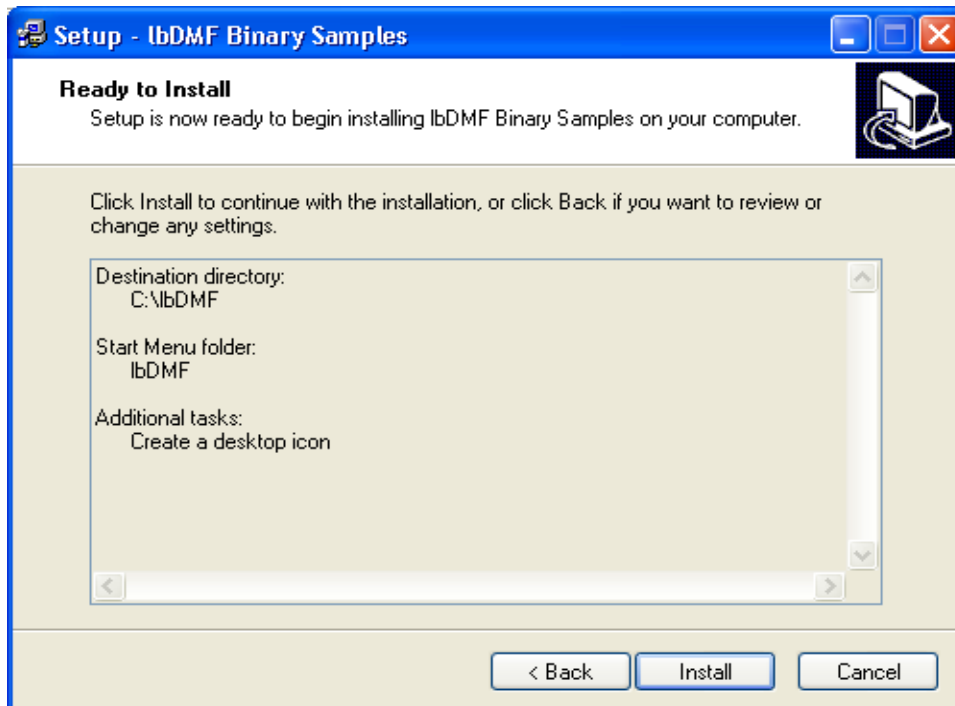 Setup - lbDMF Binary Samples
Ready to Install
Setup is now ready to begin installing lbDMF Binary Samples on your computer.
Click Install to continue with the installation, or click Back if you want to review or
change any settings.
Destination directory:
C:\lbDMF
Start Menu folder:
lbDMF
Additional tasks:
Create a desktop icon
< Back
Install
Cancel